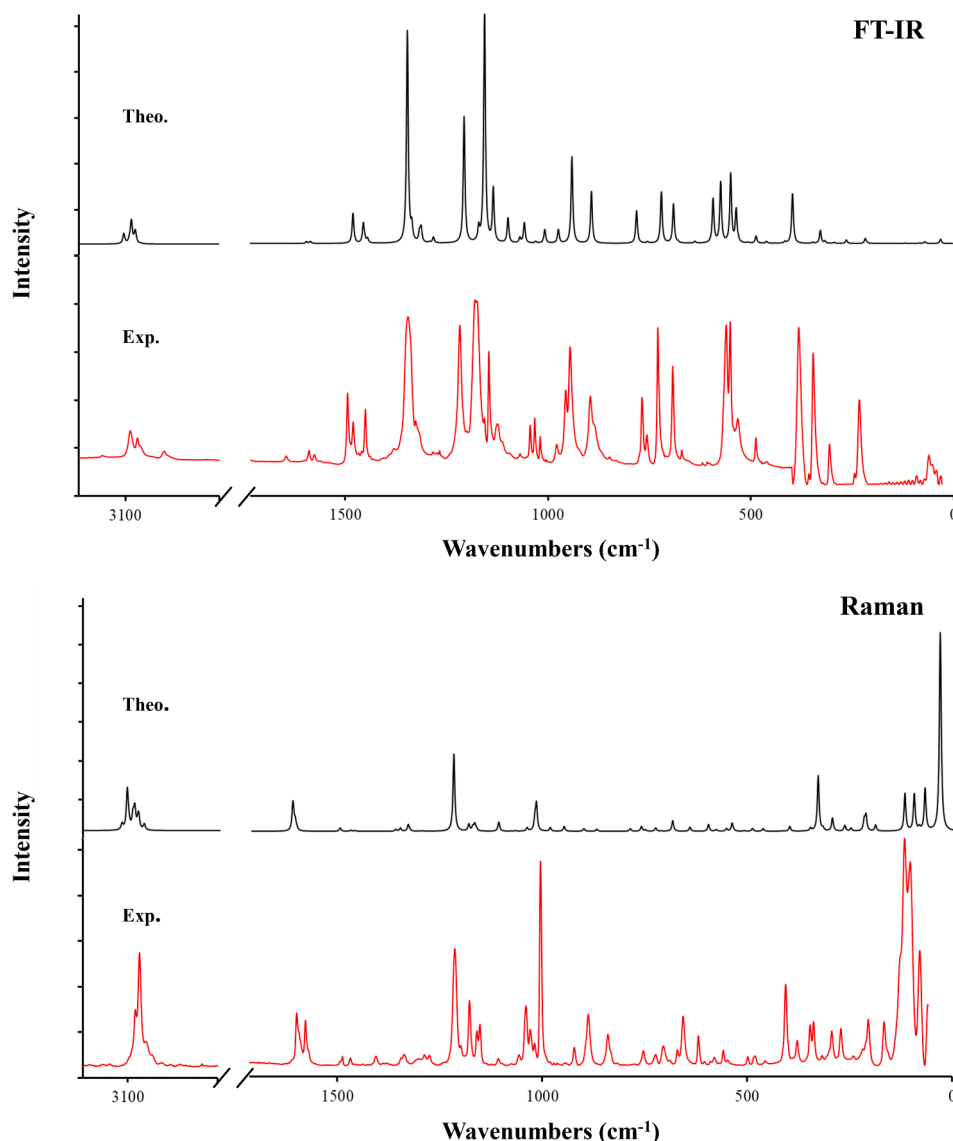 FT-IR
Theo.
Intensity
Exp.
3100 1500 1000 500 0
Wavenumbers (cm-1)
Raman
Theo.
Intensity
Exp.
3100 1500 1000 500 0
Wavenumbers (cm-1)